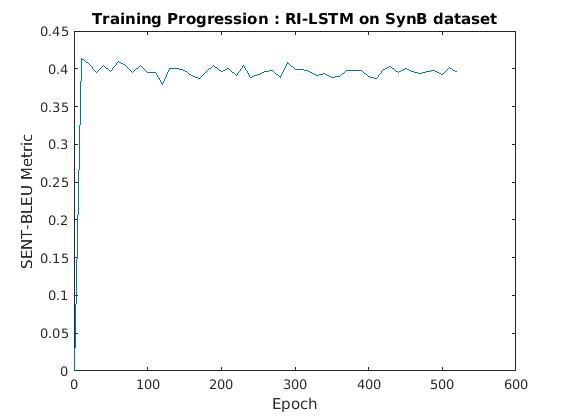 Training Progression : RI-LSTM on SynB dataset
0.45
0.4
0.35
0.3
0.25
0.2
0.15
0.1
0.05
0
SENT-BLEU Metric
0 100 200 300 400 500 600
Epoch